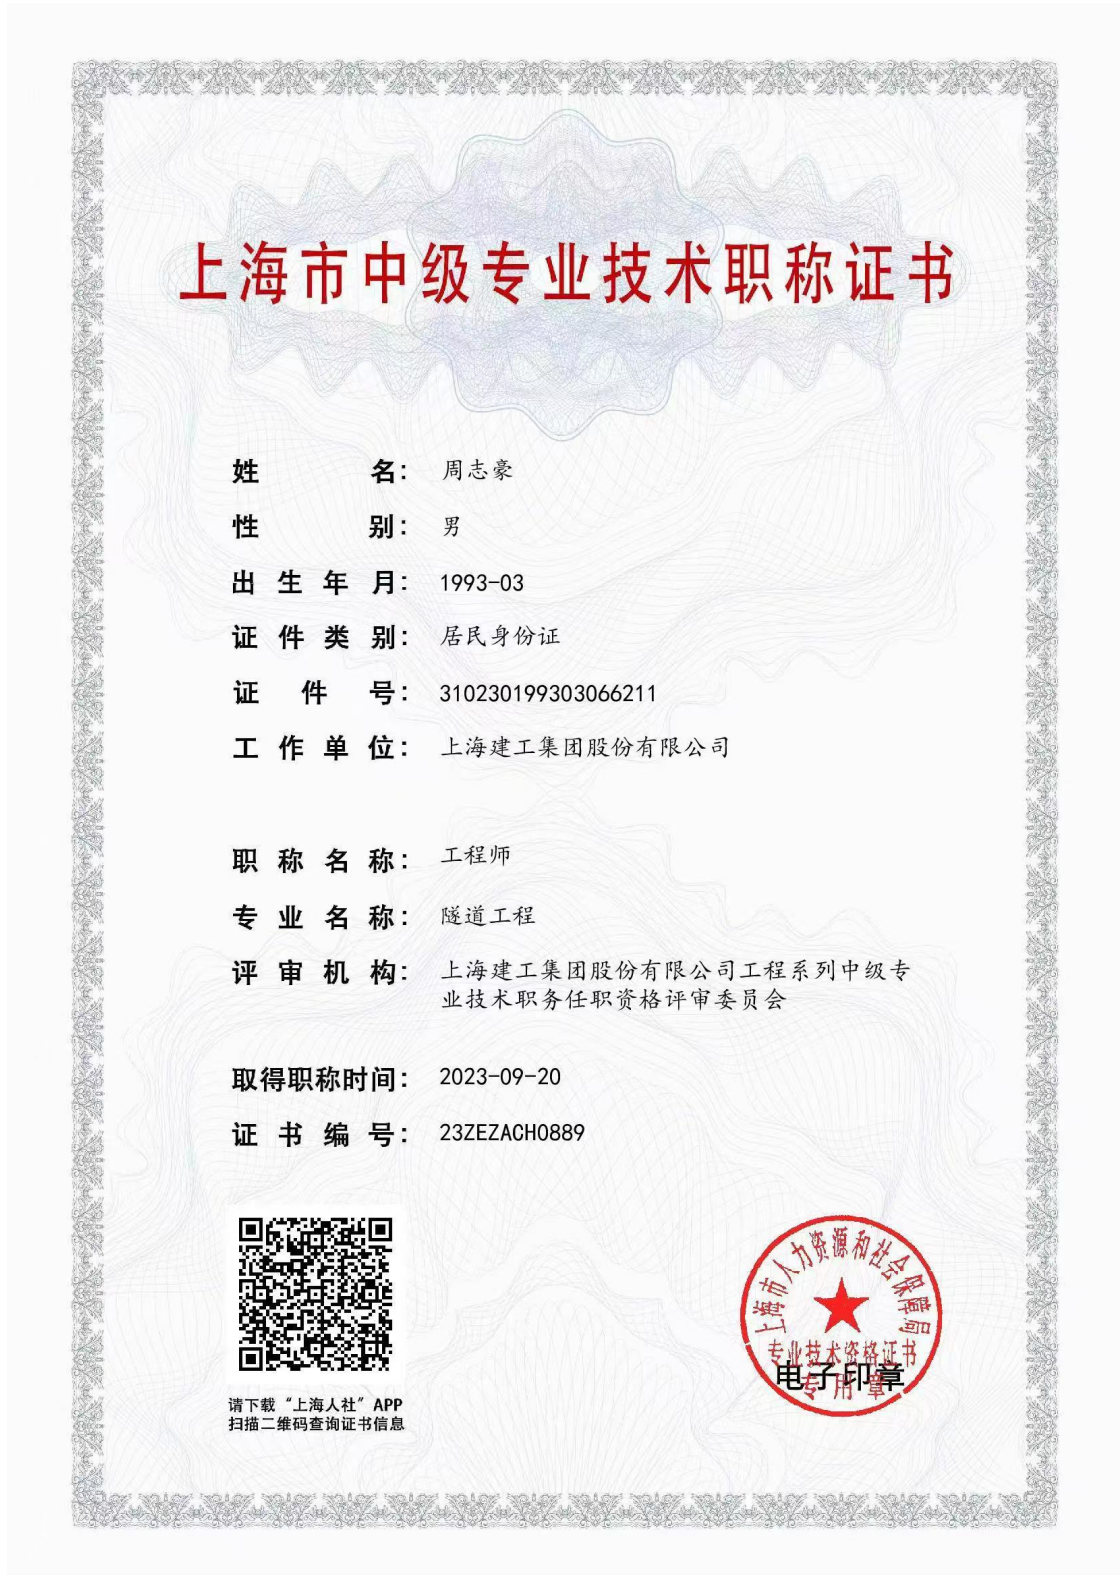 上海市中级专业技术职称证书
姓名： 周志豪
性别： 男
出生年月： 1993-03
证件类别： 居民身份证
证件号： 310230199303066211
工作单位： 上海建工集团股份有限公司
职称名称： 工程师
专业名称： 隧道工程
评审机构： 上海建工集团股份有限公司工程系列中级专
业技术职务任职资格评审委员会
取得职称时间： 2023-09-20
证书编号： 23ZEZACH0889
请下载“上海人社”APP
扫描二维码查询证书信息
上海市人力资源和社会保障局
专业技术资格证书
专用章
电子印章